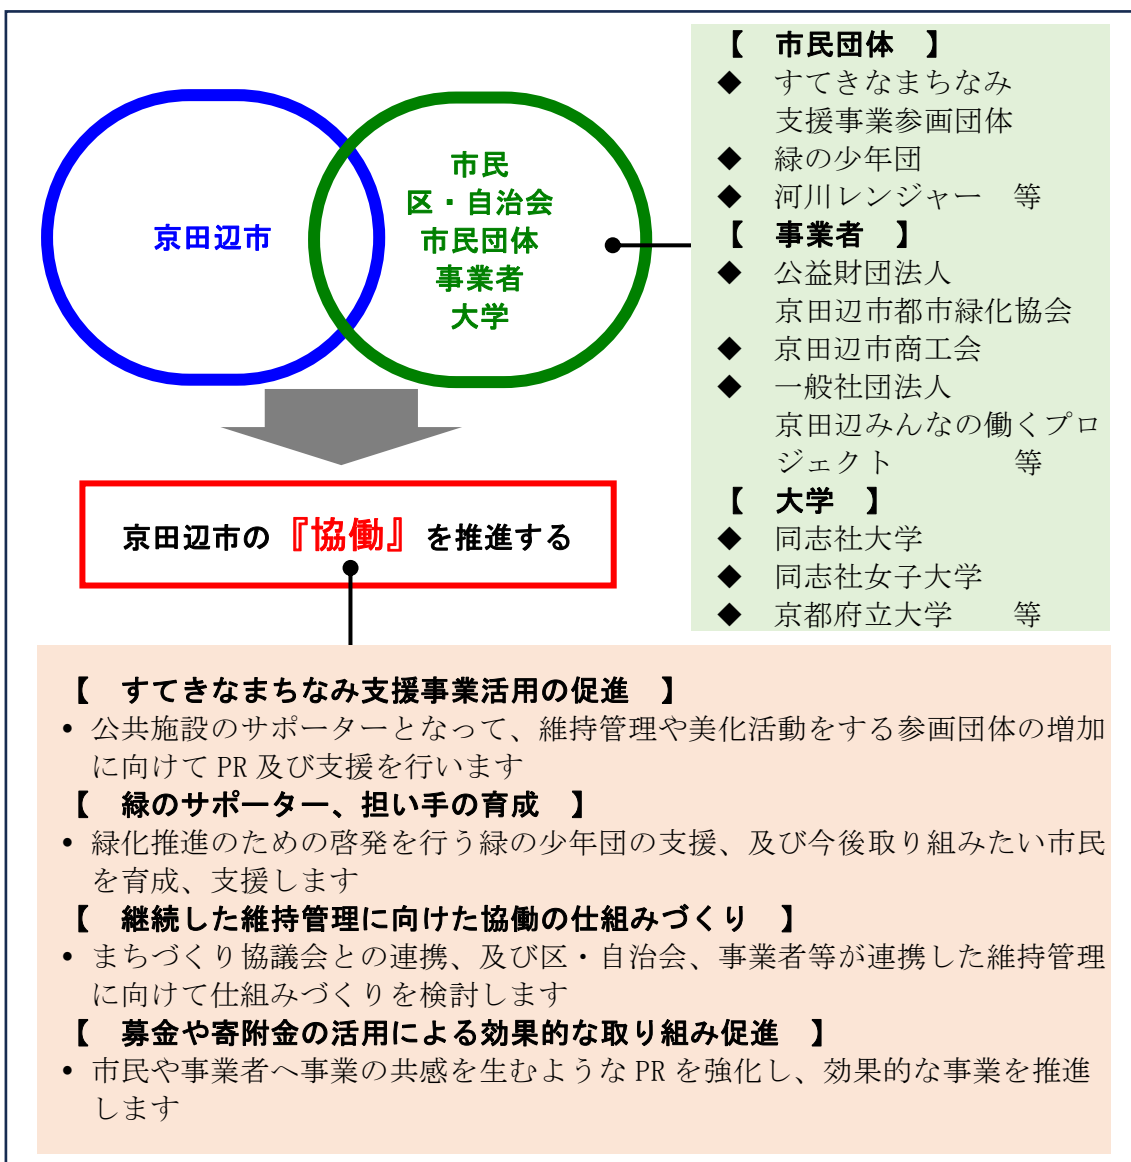 京田辺市
市民
区・自治会
市民団体
事業者
大学
【　市民団体　】
◆　すてきなまちなみ
支援事業参画団体
◆　緑の少年団
◆　河川レンジャー　等
【　事業者　】
◆　公益財団法人
京田辺市都市緑化協会
◆　京田辺市商工会
◆　一般社団法人
京田辺みんなの働くプロ
ジェクト　　　等
【　大学　】
◆　同志社大学
◆　同志社女子大学
◆　京都府立大学　　等
京田辺市の『協働』を推進する
【　すてきなまちなみ支援事業活用の促進　】
• 公共施設のサポーターとなって、維持管理や美化活動をする参画団体の増加
に向けて PR 及び支援を行います
【　緑のサポーター、担い手の育成　】
• 緑化推進のための啓発を行う緑の少年団の支援、及び今後取り組みたい市民
を育成、支援します
【　継続した維持管理に向けた協働の仕組みづくり　】
• まちづくり協議会との連携、及び区・自治会、事業者等が連携した維持管理
に向けて仕組みづくりを検討します
【　募金や寄附金の活用による効果的な取り組み促進　】
• 市民や事業者へ事業の共感を生むような PR を強化し、効果的な事業を推進
します